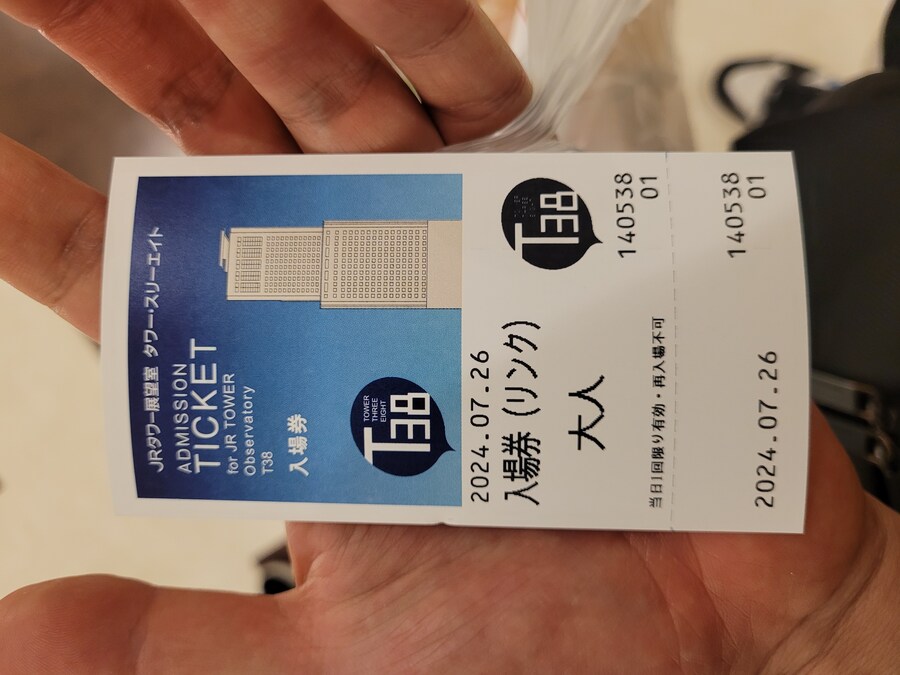 JRタワー展望室 タワー・スリーエイト
ADMISSION
TICKET
for JR TOWER
Observatory
T38
入場券
TOWER
THREE
EIGHT
T38
2024.07.26
入場券(リンク)
大人
T38
140538
01
当日1回限り有効・再入場不可
2024.07.26
140538
01